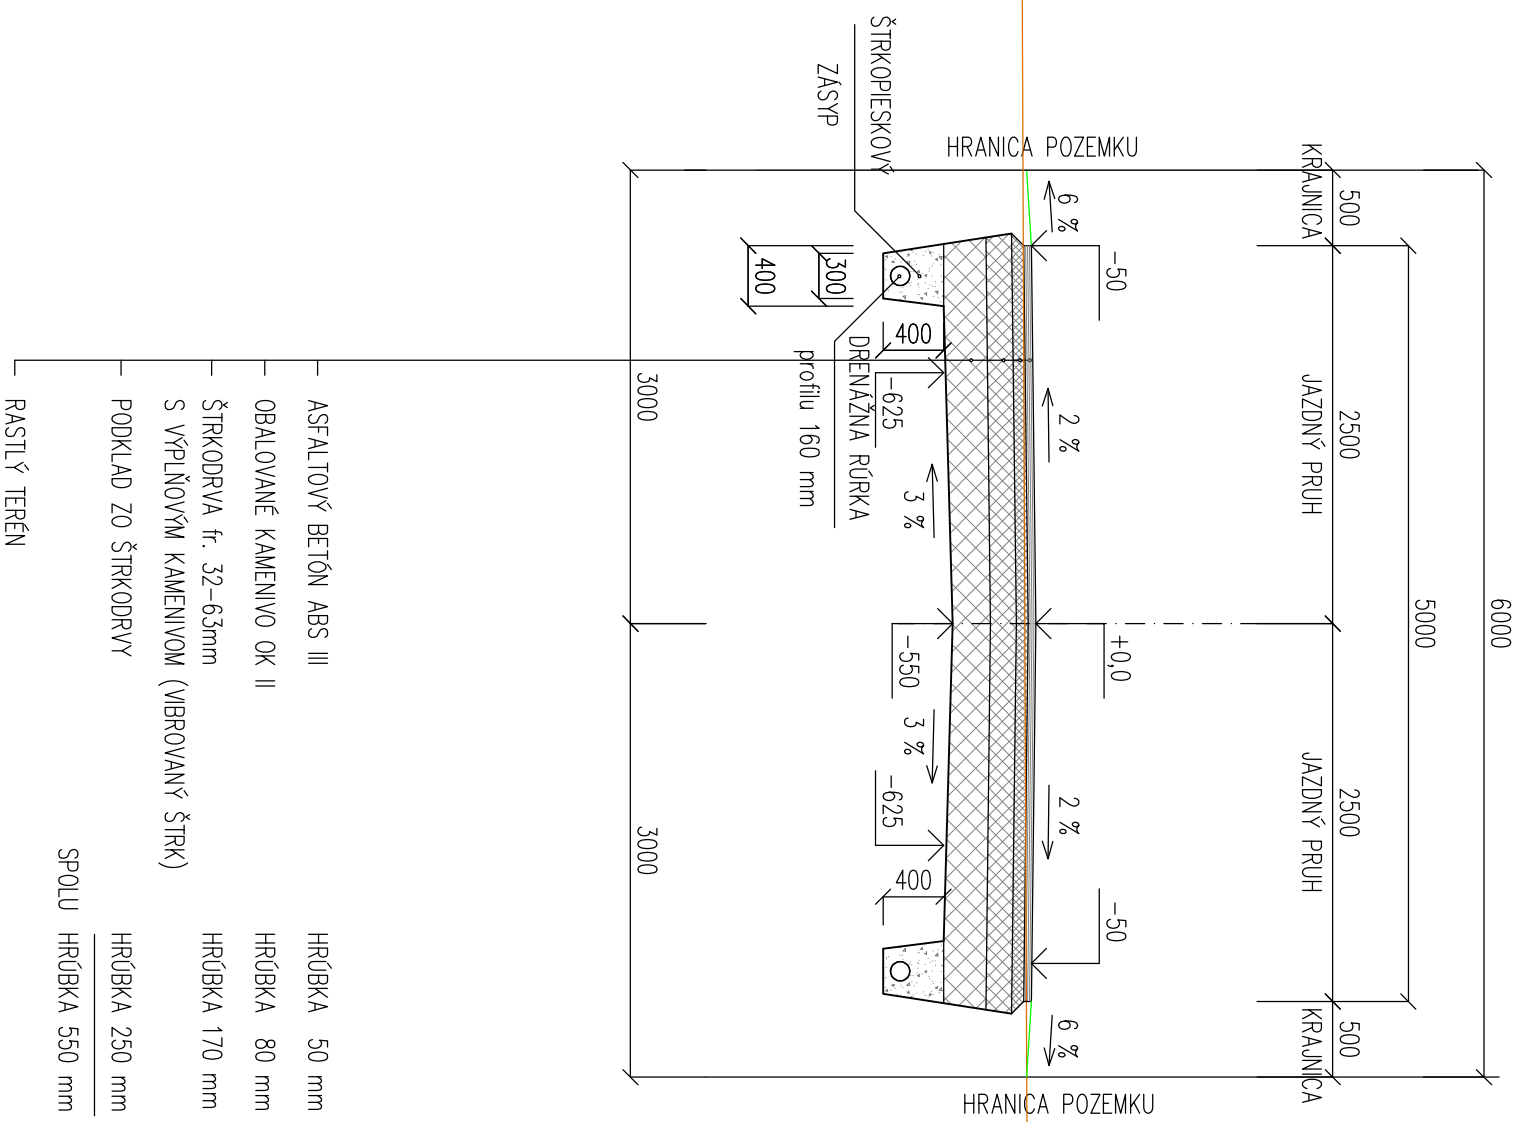 6000
5000
500
2500
2500
500
KRAJNICA
JAZDNÝ PRUH
JAZDNÝ PRUH
KRAJNICA
HRANICA POZEMKU
HRANICA POZEMKU
-50
+0,0
-50
6 %
2 %
2 %
6 %
3 %
3 %
-625
-550
-625
400
400
300
400
ŠTRKOPIESKOVÝ
ZÁSYP
DRENÁŽNA RÚRKA
profilu 160 mm
3000
3000
ASFALTOVÝ BETÓN ABS III HRÚBKA 50 mm
OBALOVANÉ KAMENIVO OK II HRÚBKA 80 mm
ŠTRKODRVA fr. 32-63mm HRÚBKA 170 mm
S VÝPLŇOVÝM KAMENIVOM (VIBROVANÝ ŠTRK)
PODKLAD ZO ŠTRKODRVY HRÚBKA 250 mm
SPOLU HRÚBKA 550 mm
RASTLÝ TERÉN